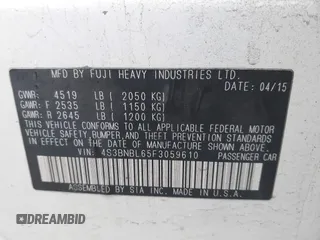 MFD BY FUJI HEAVY INDUSTRIES LTD.
DATE 04/15
GVWR: 4519 LB ( 2050 KG)
GAWR: F 2535 LB ( 1150 KG)
GAWR: R 2645 LB ( 1200 KG)
THIS VEHICLE CONFORMS TO ALL APPLICABLE
FEDERAL MOTOR VEHICLE SAFETY, BUMPER, AND THEFT
PREVENTION STANDARDS IN EFFECT ON THE DATE
OF MANUFACTURE SHOWN ABOVE.
VIN: 4S3BNBL65F3059610
PASSENGER CAR
ASSEMBLED BY SIA INC. MADE IN U.S.A.
DREAMBID